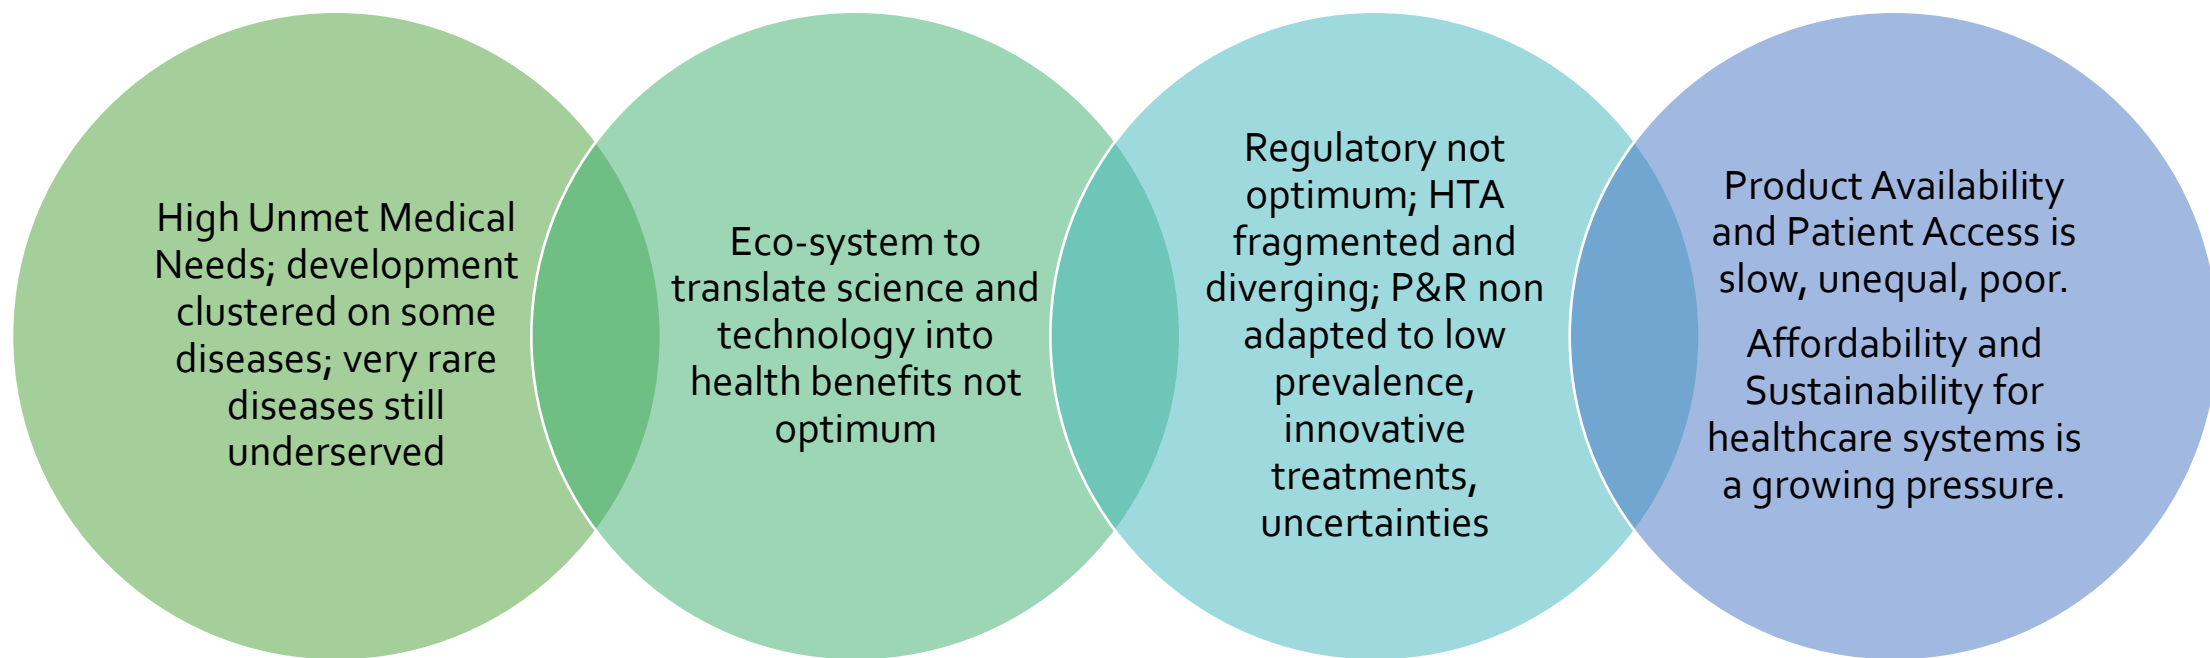 High Unmet Medical
Needs; development
clustered on some
diseases; very rare
diseases still
underserved
Eco-system to
translate science and
technology into
health benefits not
optimum
Regulatory not
optimum; HTA
fragmented and
diverging; P&R non
adapted to low
prevalence,
innovative
treatments,
uncertainties
Product Availability
and Patient Access is
slow, unequal, poor.
Affordability and
Sustainability for
healthcare systems is
a growing pressure.